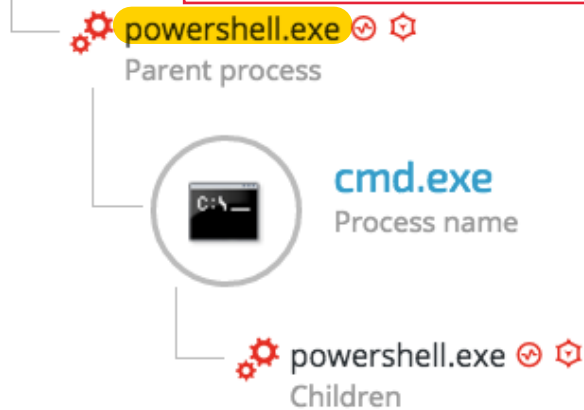 powershell.exe
Parent process
C:\
cmd.exe
Process name
powershell.exe
Children